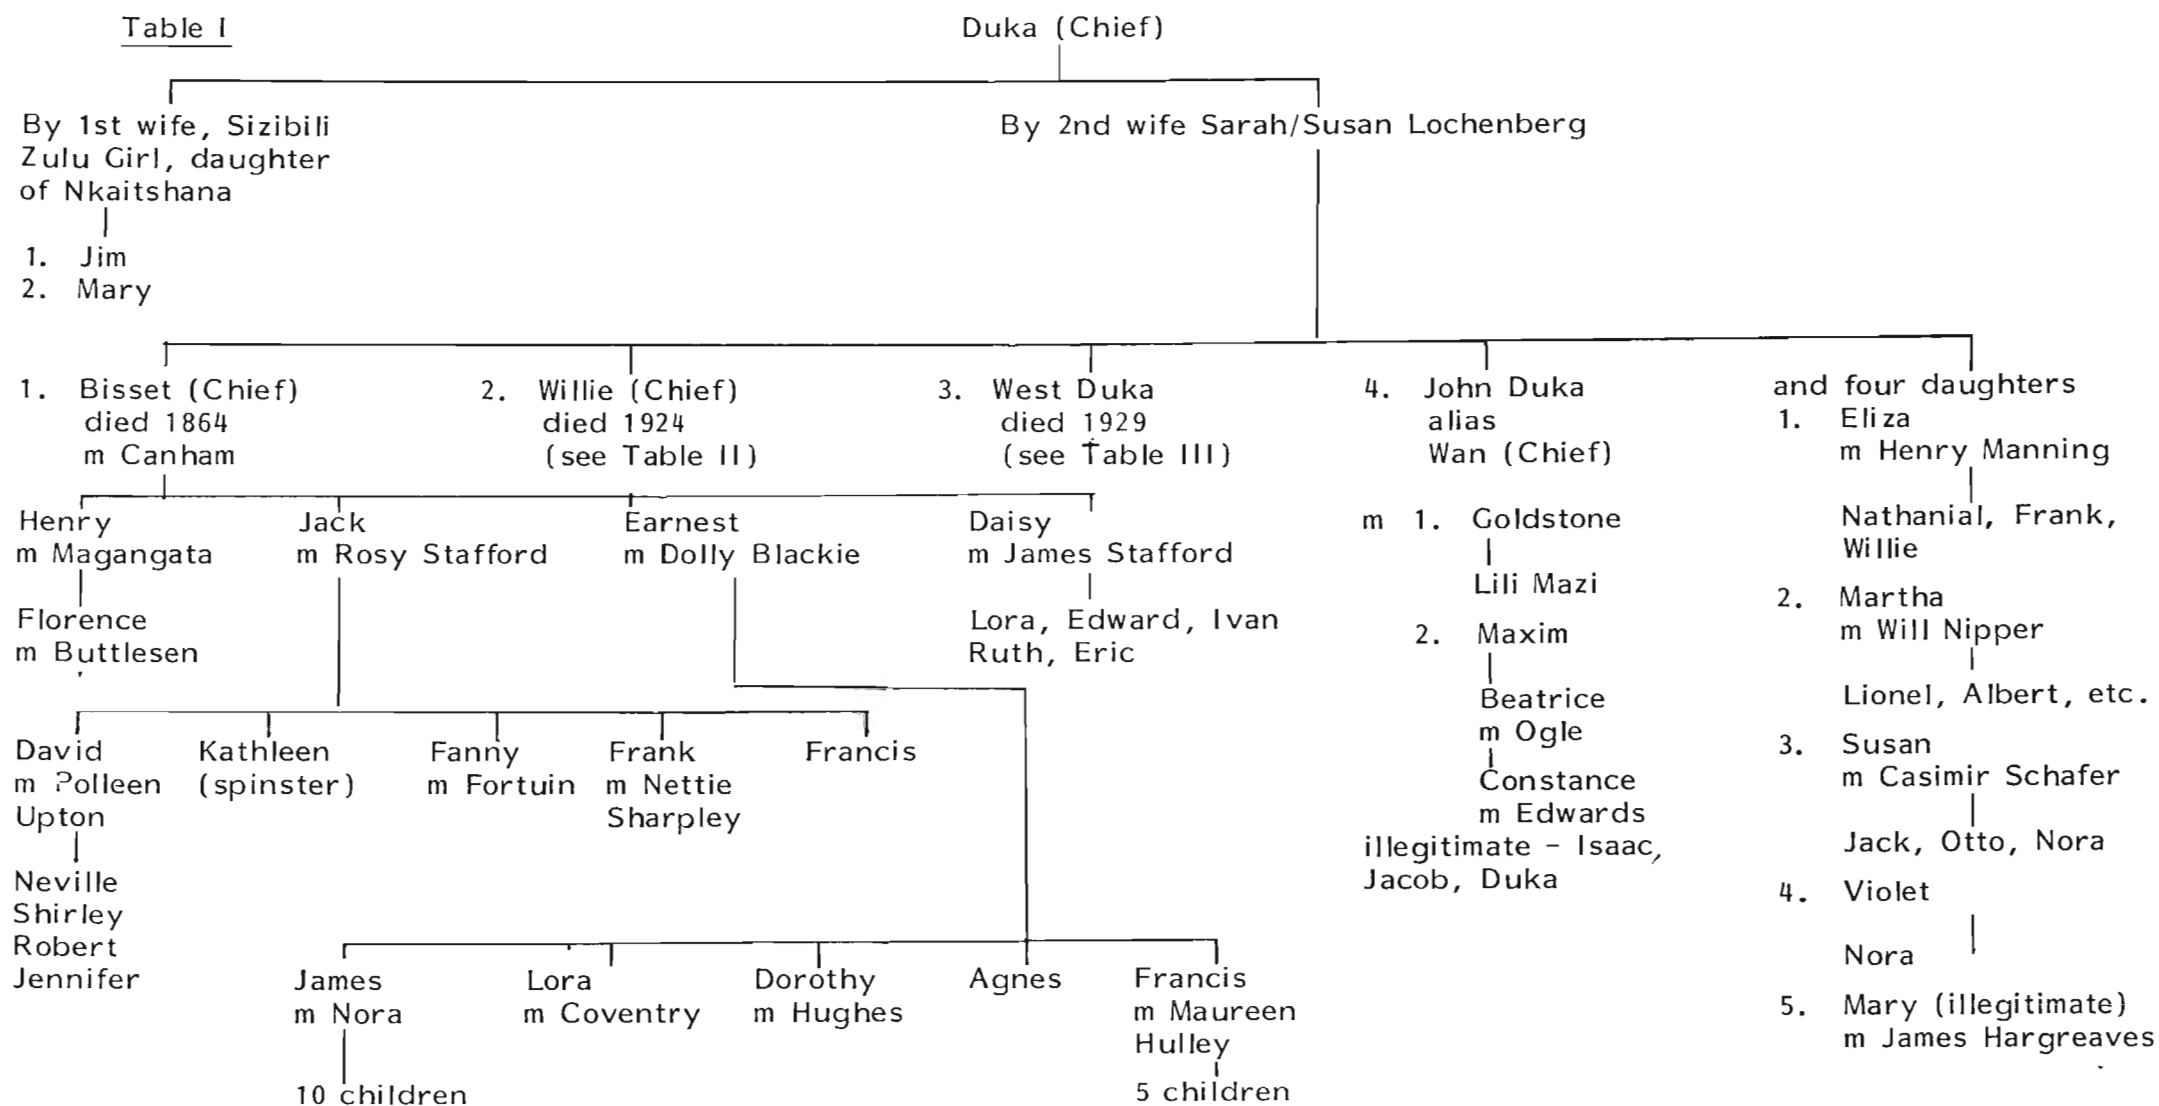 Table I
Duka (Chief)
By 1st wife, Sizibili
Zulu Girl, daughter
of Nkaitshana
1. Jim
2. Mary
By 2nd wife Sarah/Susan Lochenberg
1. Bisset (Chief)
died 1864
m Canham
2. Willie (Chief)
died 1924
(see Table II)
3. West Duka
died 1929
(see Table III)
4. John Duka
alias
Wan (Chief)
m 1. Goldstone
Lili Mazi
2. Maxim
Beatrice
m Ogle
Constance
m Edwards
illegitimate - Isaac,
Jacob, Duka
and four daughters
1. Eliza
m Henry Manning
Nathanial, Frank,
Willie
2. Martha
m Will Nipper
Lionel, Albert, etc.
3. Susan
m Casimir Schafer
Jack, Otto, Nora
4. Violet
Nora
5. Mary (illegitimate)
m James Hargreaves
Henry
m Magangata
Florence
m Buttlesen
Jack
m Rosy Stafford
Earnest
m Dolly Blackie
Daisy
m James Stafford
Lora, Edward, Ivan
Ruth, Eric
David
m Polleen
Upton
Neville
Shirley
Robert
Jennifer
Kathleen
(spinster)
Fanny
m Fortuin
Frank
m Nettie
Sharpley
Francis
James
m Nora
10 children
Lora
m Coventry
Dorothy
m Hughes
Agnes
Francis
m Maureen
Hulley
5 children